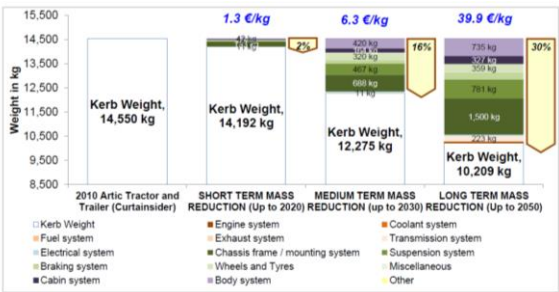 1.3 €/kg 6.3 €/kg 39.9 €/kg
15,500
14,500
13,500
12,500
11,500
10,500
9,500
8,500
Weight in kg
Kerb Weight,
14,550 kg
2%
Kerb Weight,
14,192 kg
420 kg
320 kg
467 kg
688 kg
11 kg
16%
Kerb Weight,
12,275 kg
735 kg
327 kg
359 kg
781 kg
1,500 kg
223 kg
30%
Kerb Weight,
10,209 kg
2010 Artic Tractor and SHORT TERM MASS MEDIUM TERM MASS LONG TERM MASS
Trailer (Curtainsider) REDUCTION (Up to 2020) REDUCTION (up to 2030) REDUCTION (Up to 2050)
Kerb Weight Engine system Coolant system
Fuel system Exhaust system Transmission system
Electrical system Chassis frame / mounting system Suspension system
Braking system Wheels and Tyres Miscellaneous
Cabin system Body system Other